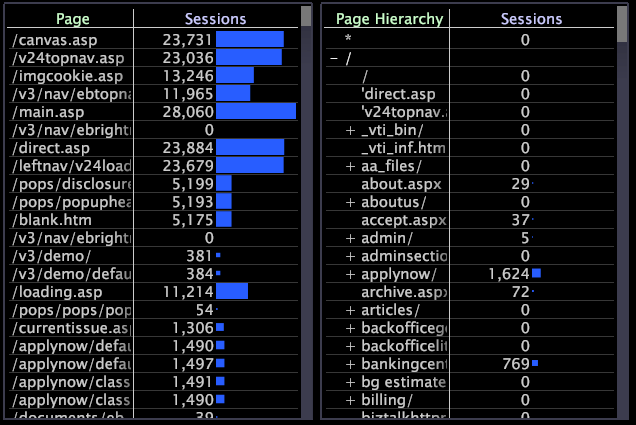 Page Sessions
/canvas.asp 23,731
/v24topnav.asp 23,036
/imgcookie.asp 13,246
/v3/nav/ebtopna 11,965
/main.asp 28,060
/v3/nav/ebright 0
/direct.asp 23,884
/leftnav/v24load 23,679
/pops/disclosure 5,199
/pops/popuphea 5,193
/blank.htm 5,175
/v3/nav/ebright 0
/v3/demo/ 381
/v3/demo/defau 384
/loading.asp 11,214
/pops/pops/pop 54
/currentissue.as 1,306
/applynow/defa 1,490
/applynow/defa 1,497
/applynow/class 1,491
/applynow/class 1,490
/documents/eb 39
Page Hierarchy Sessions
* 0
− /
/ 0
'direct.asp 0
'v24topnav. 0
+ _vti_bin/ 0
_vti_inf.htm 0
+ aa_files/ 0
about.aspx 29
+ aboutus/ 0
accept.aspx 37
+ admin/ 5
+ adminsectio 0
+ applynow/ 1,624
archive.aspx 72
+ articles/ 0
+ backofficeg 0
+ backofficelit 0
+ bankingcent 769
+ bg estimate 0
+ billing/ 0
biztalkhttpr 0